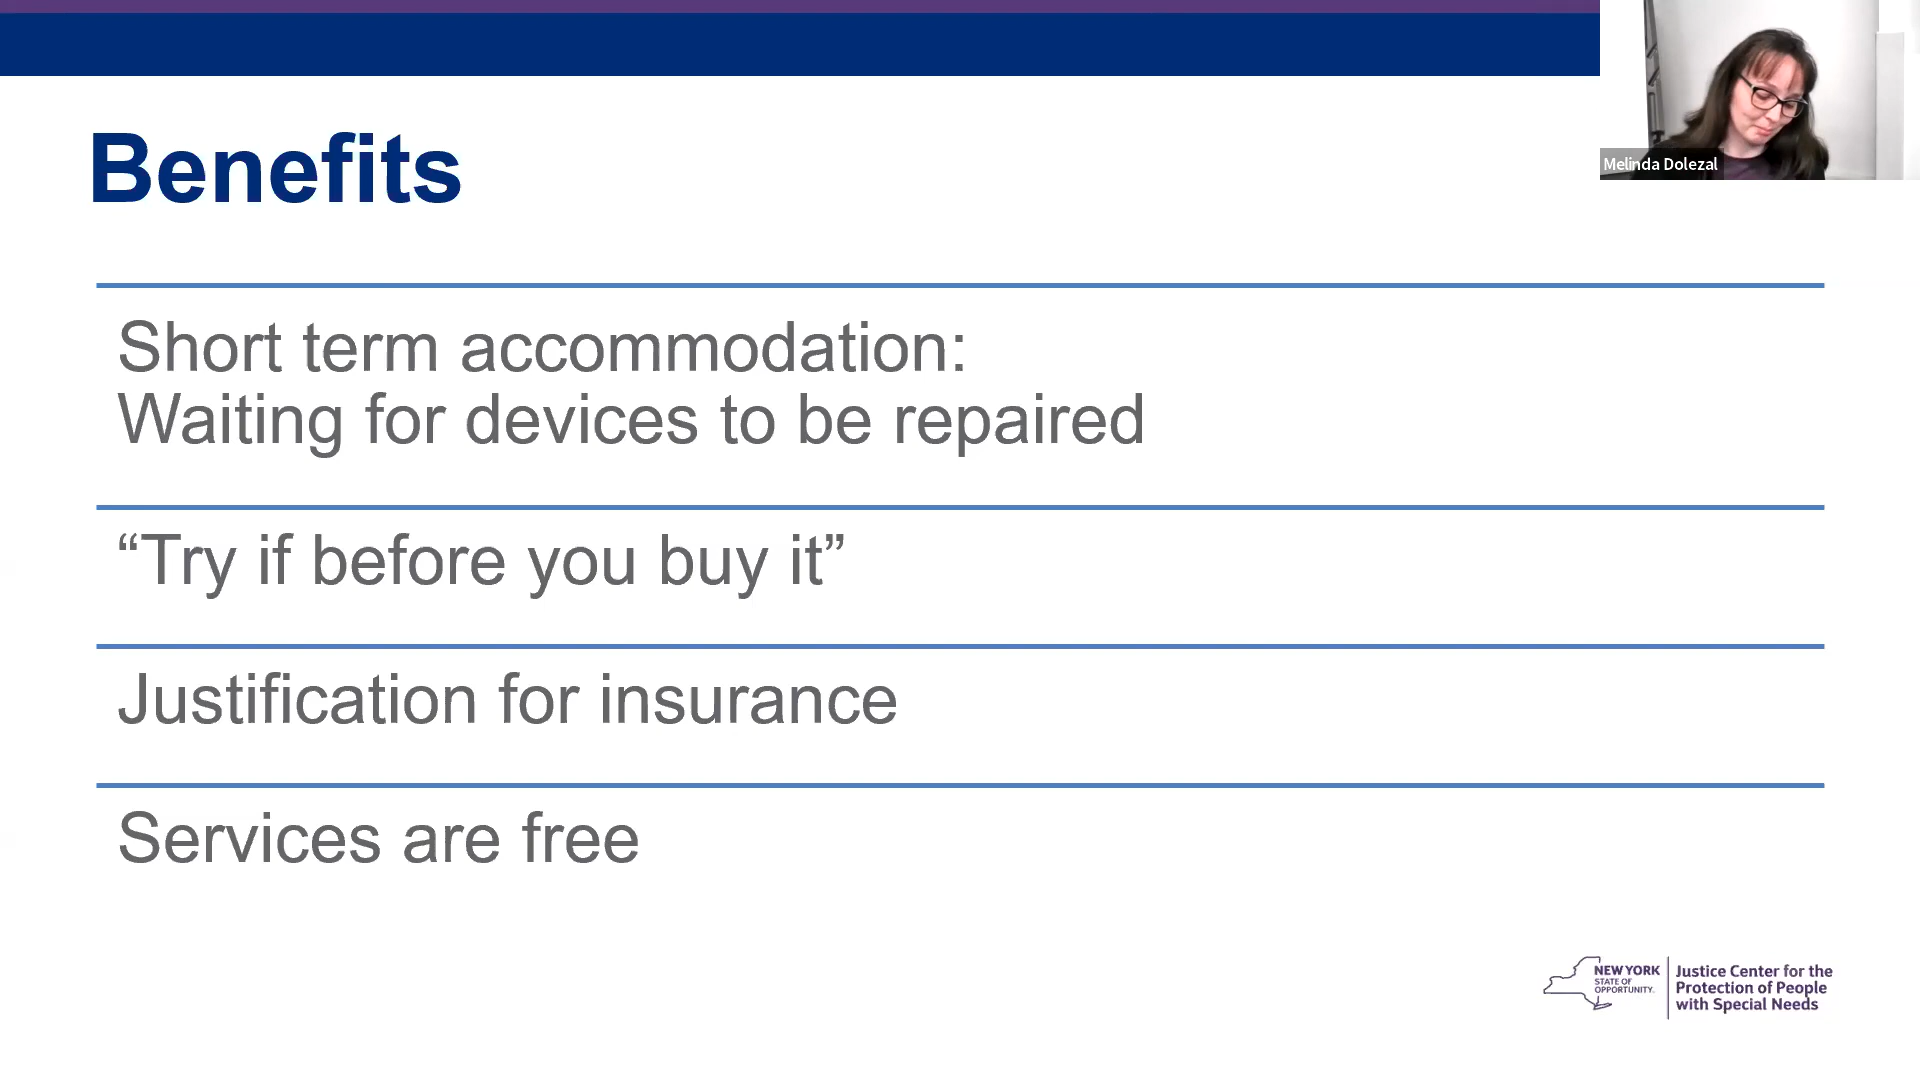 Melinda Dolezal
Benefits
Short term accommodation:
Waiting for devices to be repaired
“Try if before you buy it”
Justification for insurance
Services are free
NEW YORK
STATE OF
OPPORTUNITY.
Justice Center for the
Protection of People
with Special Needs